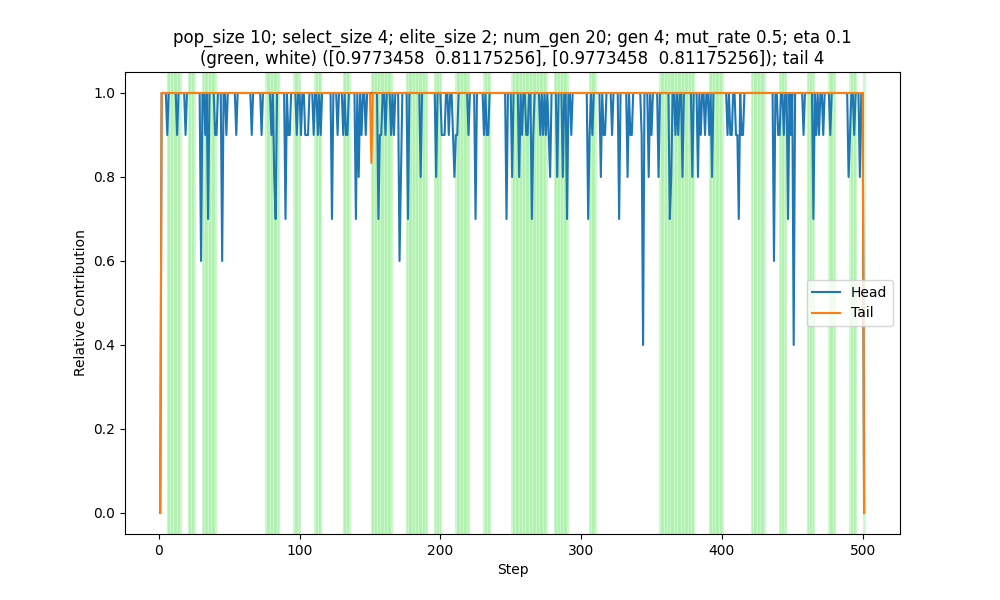 pop_size 10; select_size 4; elite_size 2; num_gen 20; gen 4; mut_rate 0.5; eta 0.1
(green, white) ([0.9773458  0.81175256], [0.9773458  0.81175256]); tail 4
1.0
0.8
0.6
0.4
0.2
0.0
Relative Contribution
Head
Tail
0
100
200
300
400
500
Step